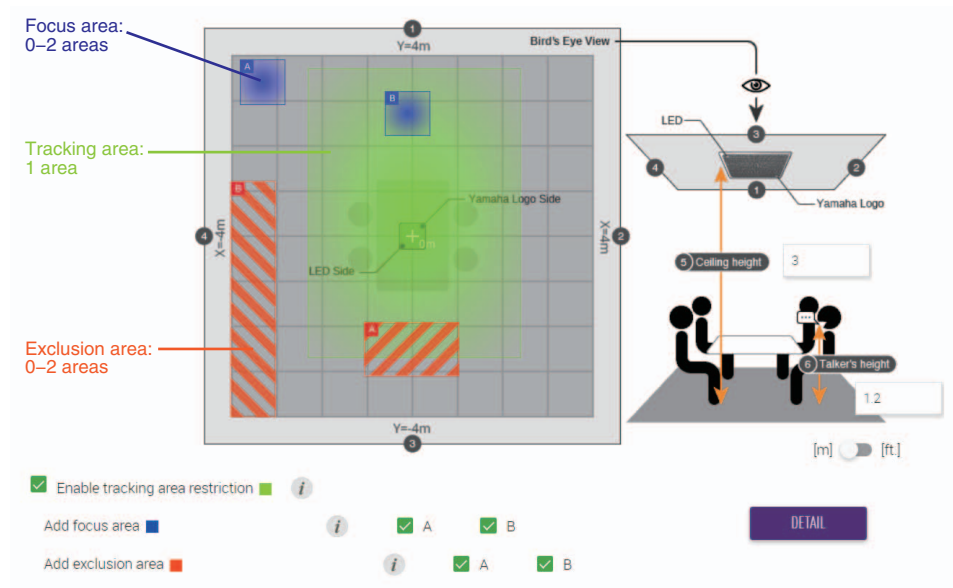 Focus area:
0–2 areas
1
Y=4m
Bird's Eye View
A
B
LED
3
Tracking area:
1 area
4
2
1
B
Yamaha Logo
Yamaha Logo Side
4
X=-4m
0m
X=4m
2
LED Side
5 Ceiling height
3
A
Exclusion area:
0–2 areas
6 Talker's height
1.2
Y=-4m
3
[m] [ft.]
Enable tracking area restriction i
Add focus area i A B
DETAIL
Add exclusion area i A B